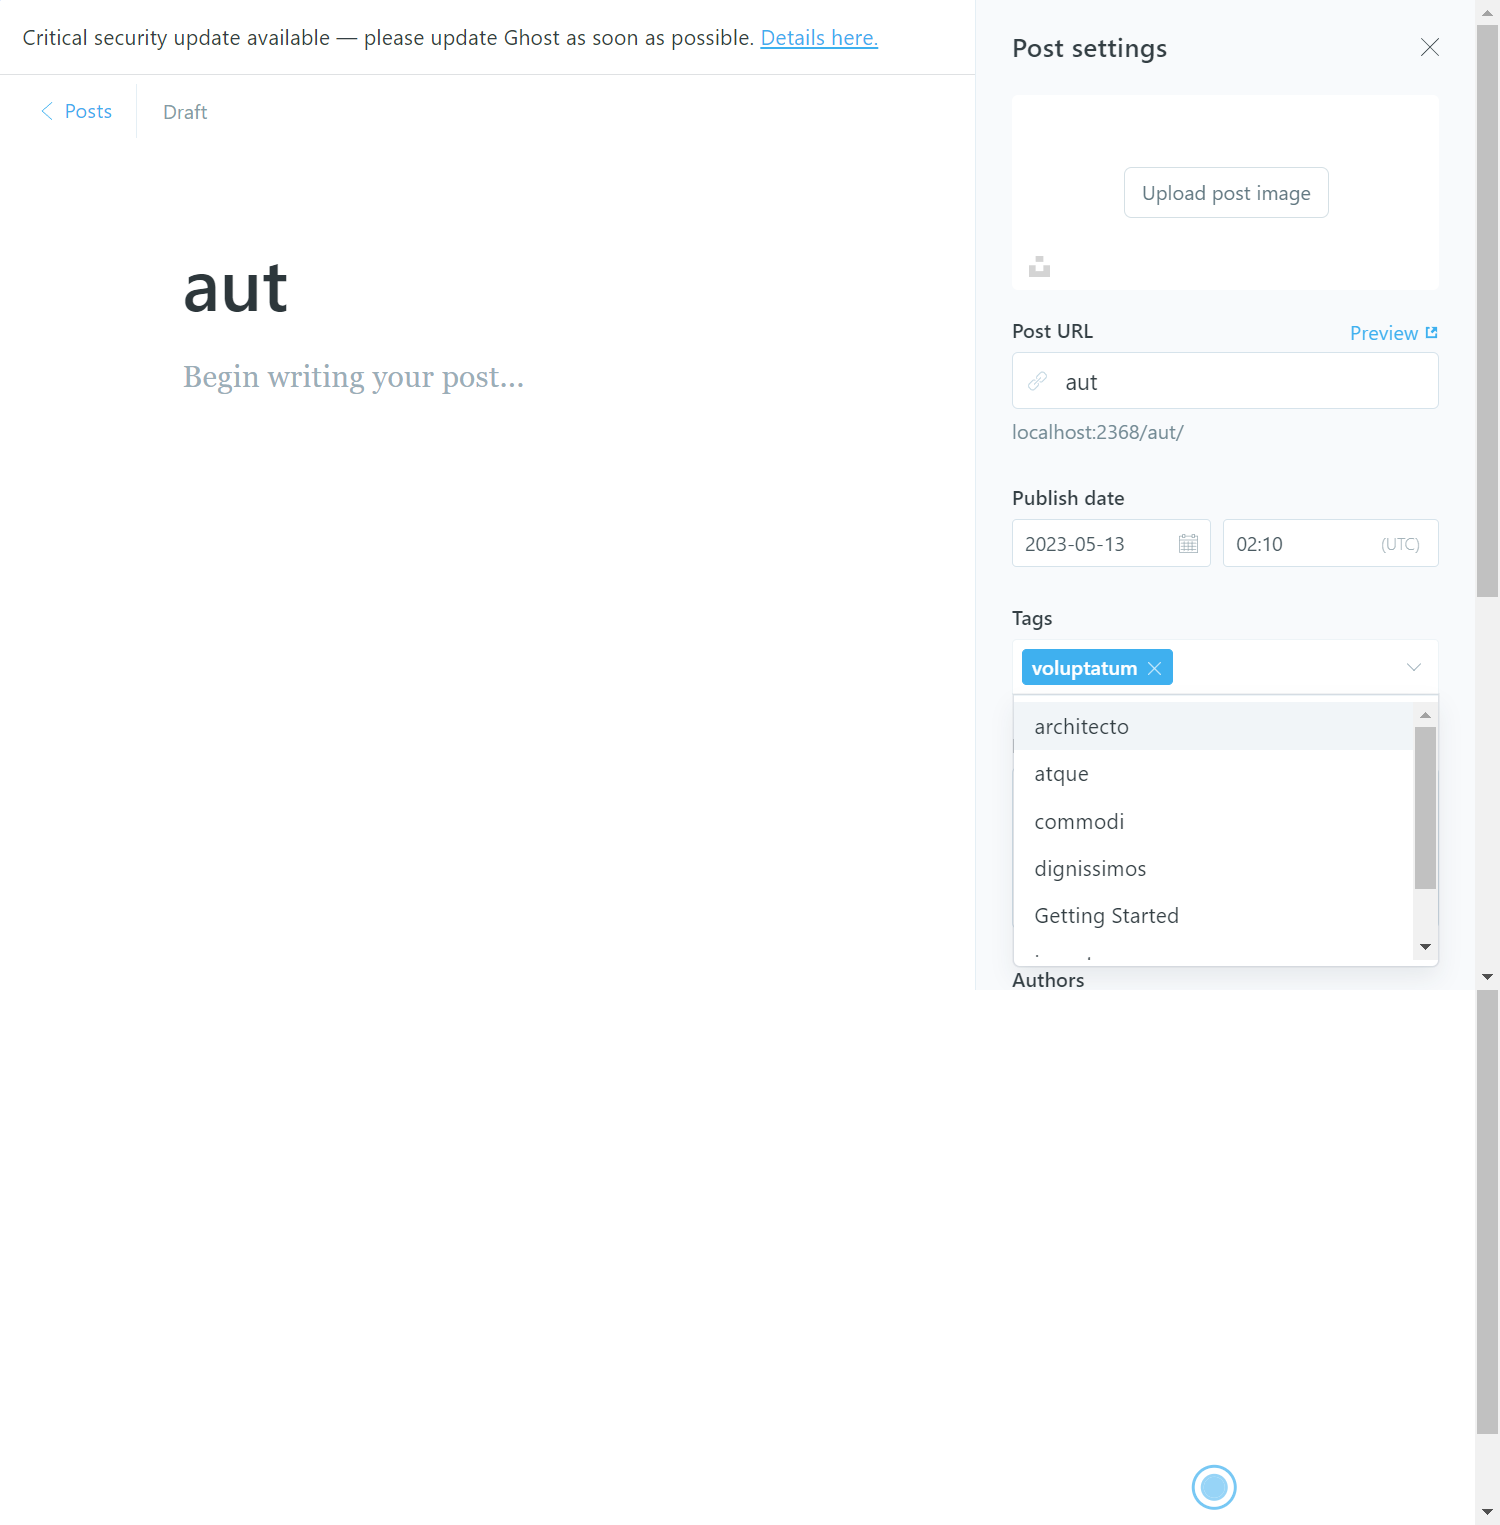 Critical security update available — please update Ghost as soon as possible. Details here.
Posts
Draft
aut
Begin writing your post...
Post settings
Upload post image
Post URL
Preview
aut
localhost:2368/aut/
Publish date
2023-05-13
02:10
(UTC)
Tags
voluptatum
architecto
atque
commodi
dignissimos
Getting Started
Authors